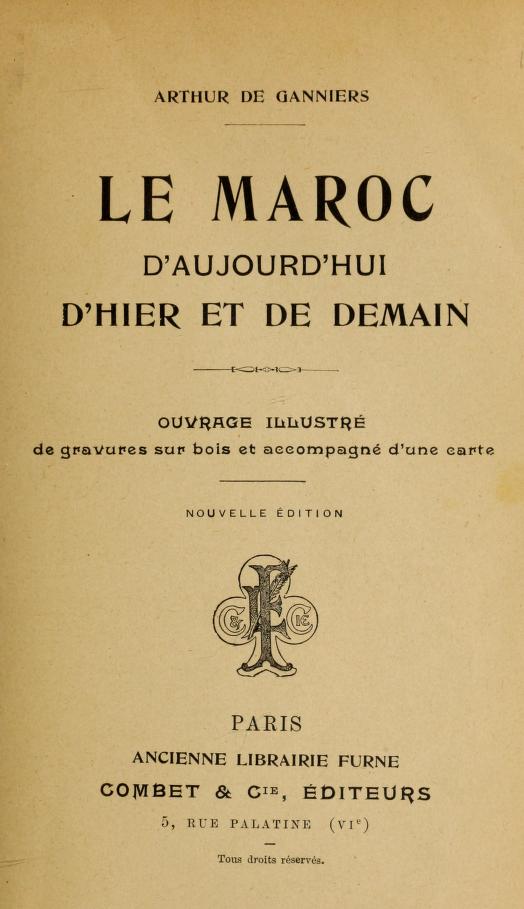 ARTHUR DE GANNIERS
LE MAROC
D'AUJOURD'HUI
D'HIER ET DE DEMAIN
OUVRAGE ILLUSTRÉ
de gravures sur bois et accompagné d'une carte
NOUVELLE ÉDITION
PARIS
ANCIENNE LIBRAIRIE FURNE
COMBET & CIE, ÉDITEURS
5, RUE PALATINE (VIe)
Tous droits réservés.